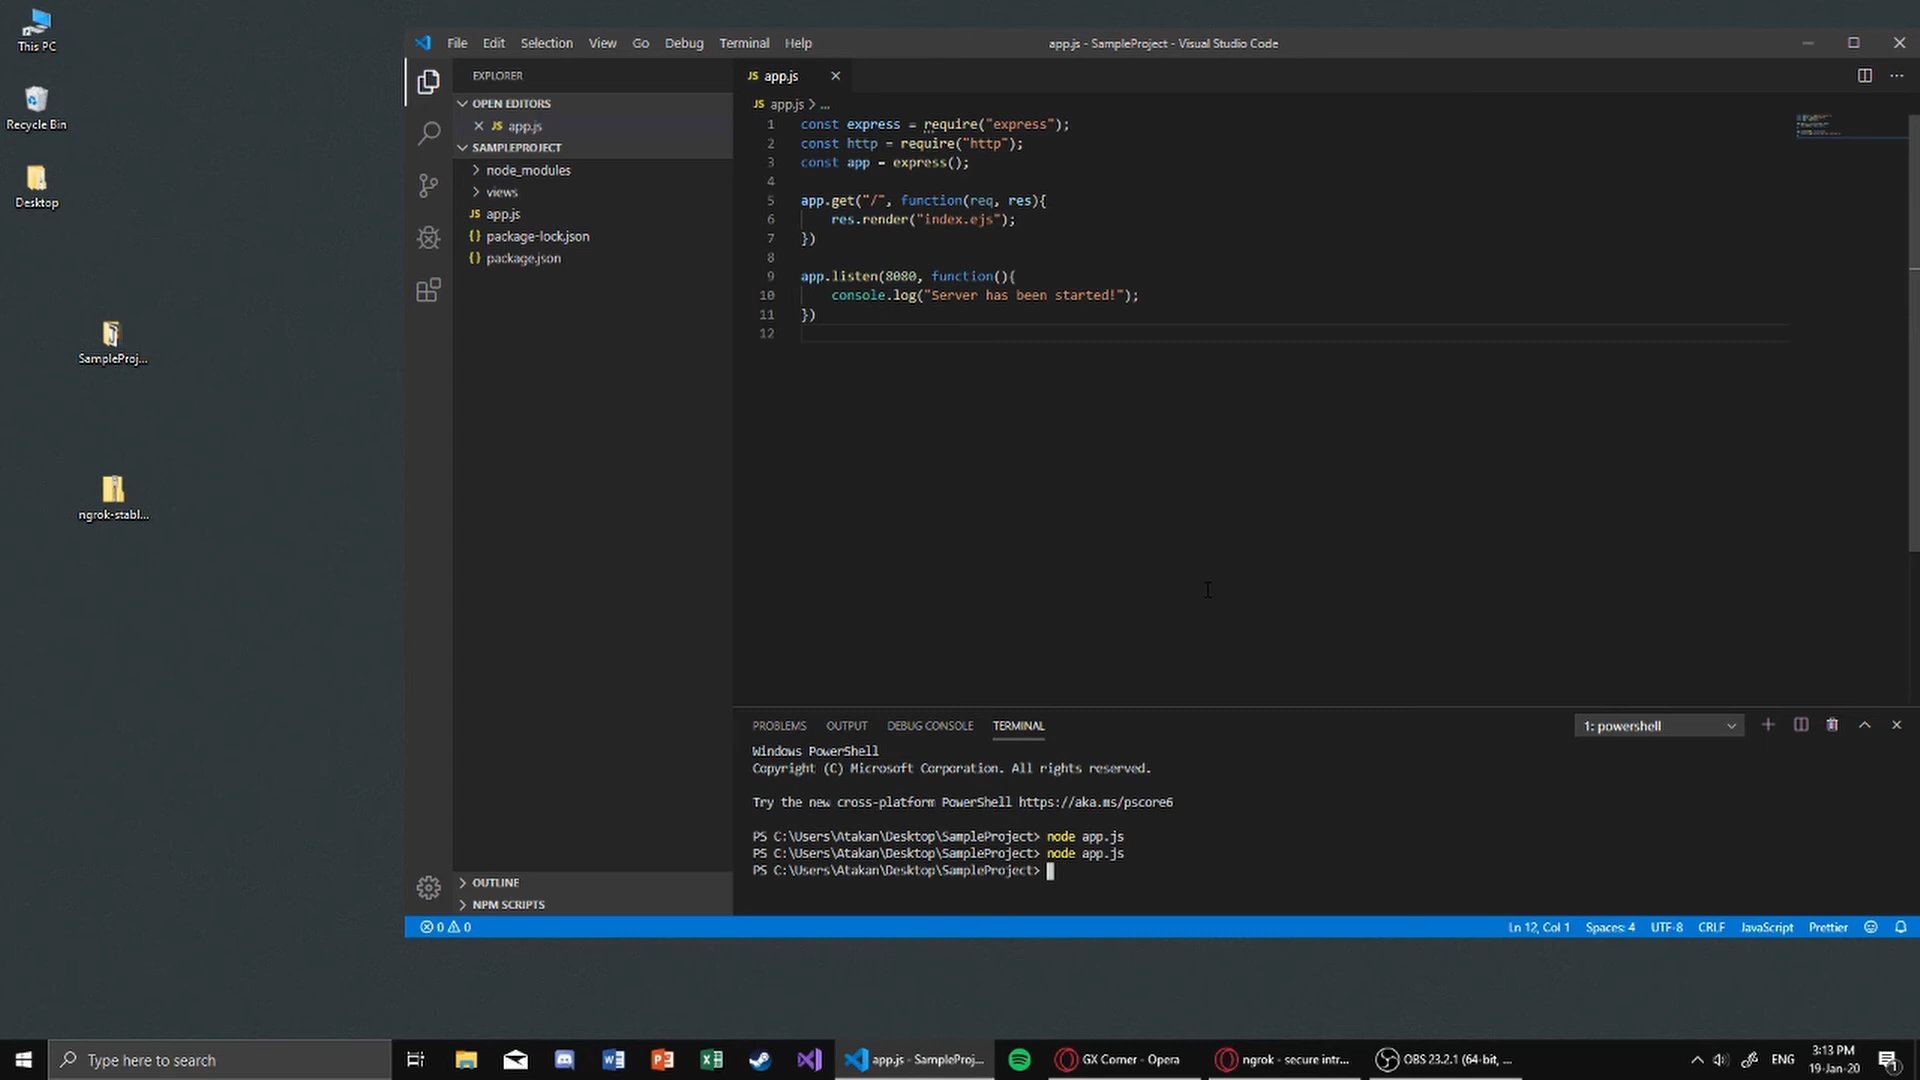 This PC
Recycle Bin
Desktop
SampleProj...
ngrok-stabl...
File Edit Selection View Go Debug Terminal Help
app.js - SampleProject - Visual Studio Code
EXPLORER
OPEN EDITORS
JS app.js
SAMPLEPROJECT
node_modules
views
JS app.js
{} package-lock.json
{} package.json
OUTLINE
NPM SCRIPTS
JS app.js
JS app.js > ...
1 const express = require("express");
2 const http = require("http");
3 const app = express();
4
5 app.get("/", function(req, res){
6 res.render("index.ejs");
7 })
8
9 app.listen(8080, function(){
10 console.log("Server has been started!");
11 })
12
PROBLEMS OUTPUT DEBUG CONSOLE TERMINAL
1: powershell
Windows PowerShell
Copyright (C) Microsoft Corporation. All rights reserved.
Try the new cross-platform PowerShell https://aka.ms/pscore6
PS C:\Users\Atakan\Desktop\SampleProject> node app.js
PS C:\Users\Atakan\Desktop\SampleProject> node app.js
PS C:\Users\Atakan\Desktop\SampleProject>
0 0
Ln 12, Col 1 Spaces: 4 UTF-8 CRLF JavaScript Prettier
Type here to search
app.js - SampleProj...
GX Corner - Opera
ngrok - secure intr...
OBS 23.2.1 (64-bit, ...
ENG
3:13 PM
19-Jan-20
1